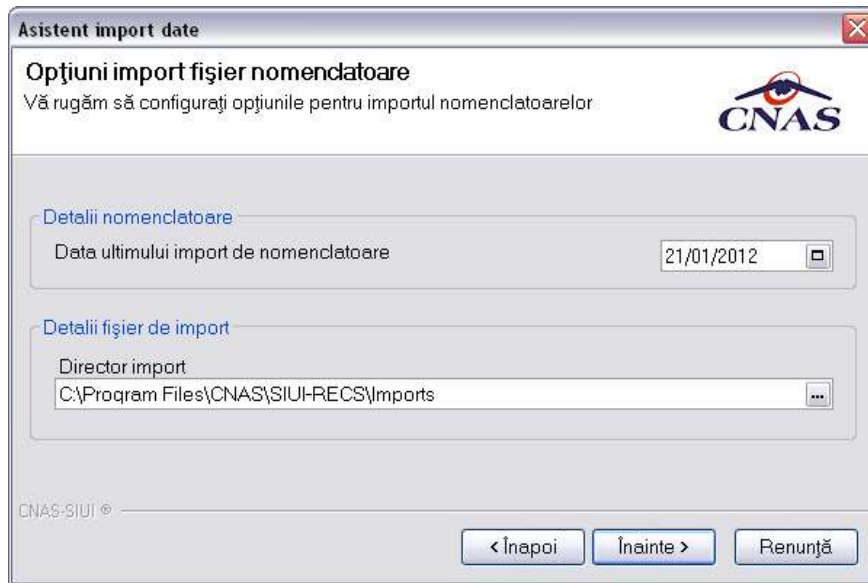 Asistent import date
Opţiuni import fişier nomenclatoare
Vă rugăm să configuraţi opţiunile pentru importul nomenclatoarelor
CNAS
Detalii nomenclatoare
Data ultimului import de nomenclatoare
21/01/2012
Detalii fişier de import
Director import
C:\Program Files\CNAS\SIUI-RECS\Imports
...
CNAS-SIUI ®
< Înapoi
Înainte >
Renunţă